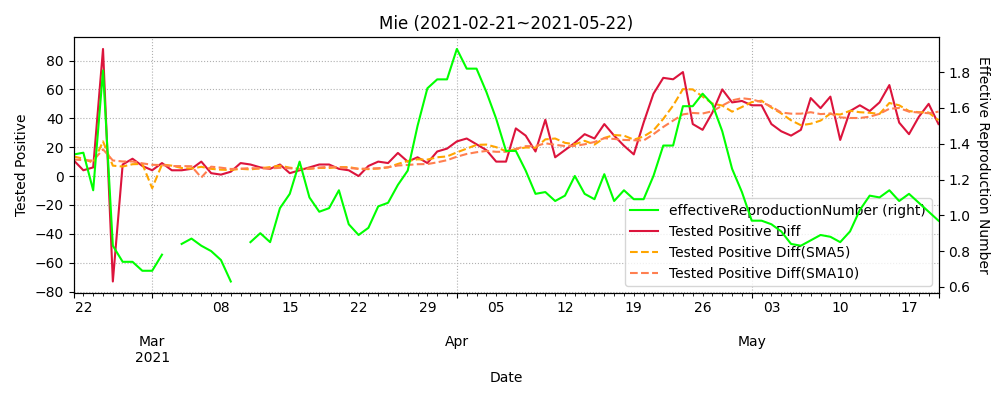 Mie (2021-02-21~2021-05-22)
Tested Positive
80
60
40
20
0
−20
−40
−60
−80
1.8
1.6
1.4
1.2
1.0
0.8
0.6
Effective Reproduction Number
effectiveReproductionNumber (right)
Tested Positive Diff
Tested Positive Diff(SMA5)
Tested Positive Diff(SMA10)
22 08 15 22 29 05 12 19 26 03 10 17
Mar Apr May
2021
Date